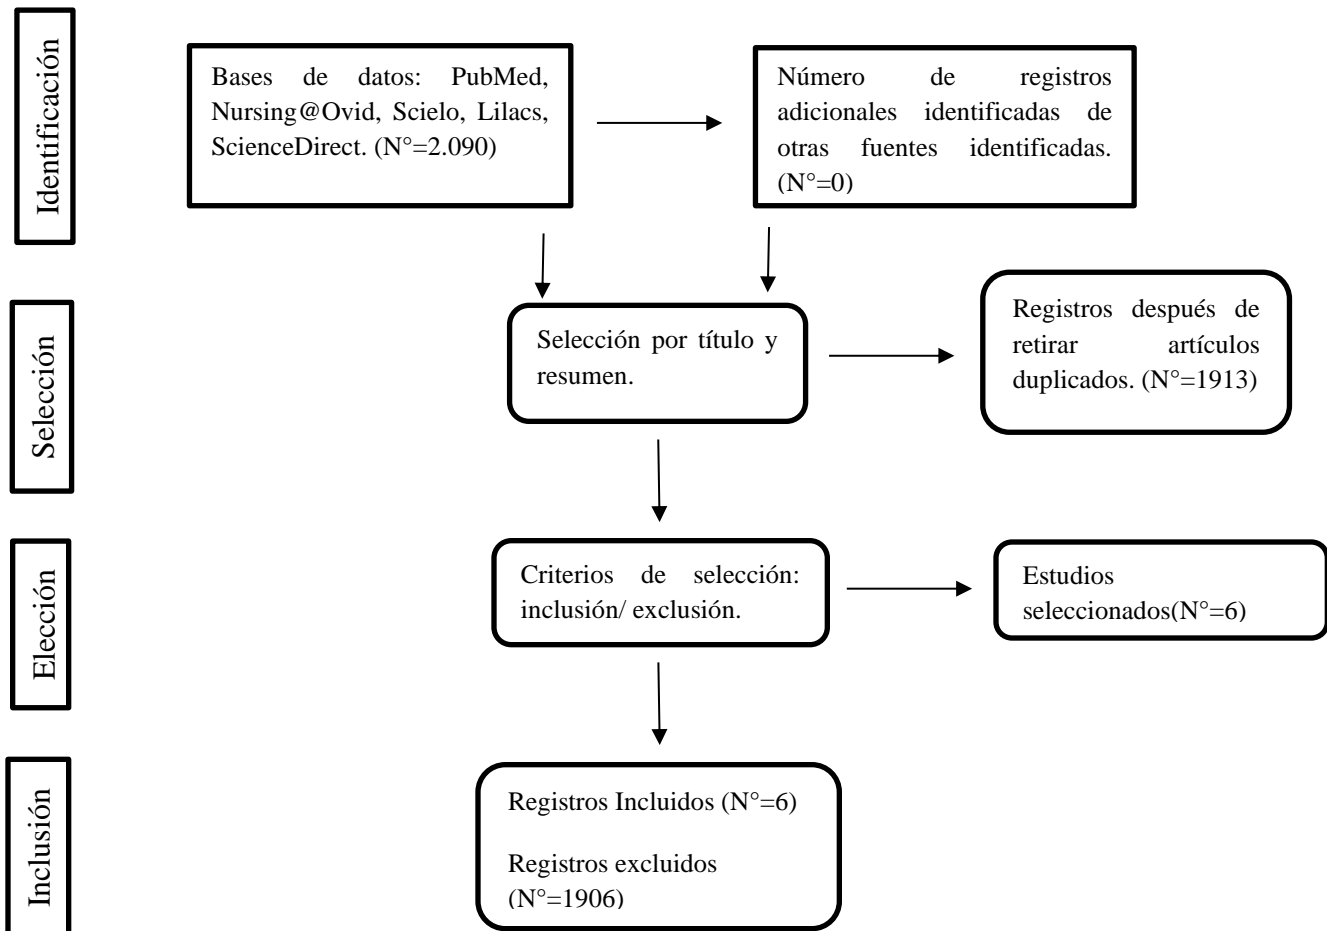 Identificación
Bases de datos: PubMed,
Nursing@Ovid, Scielo, Lilacs,
ScienceDirect. (N°=2.090)
Número de registros
adicionales identificadas de
otras fuentes identificadas.
(N°=0)
Selección
Selección por título y
resumen.
Registros después de
retirar artículos
duplicados. (N°=1913)
Elección
Criterios de selección:
inclusión/ exclusión.
Estudios
seleccionados(N°=6)
Inclusión
Registros Incluidos (N°=6)
Registros excluidos
(N°=1906)